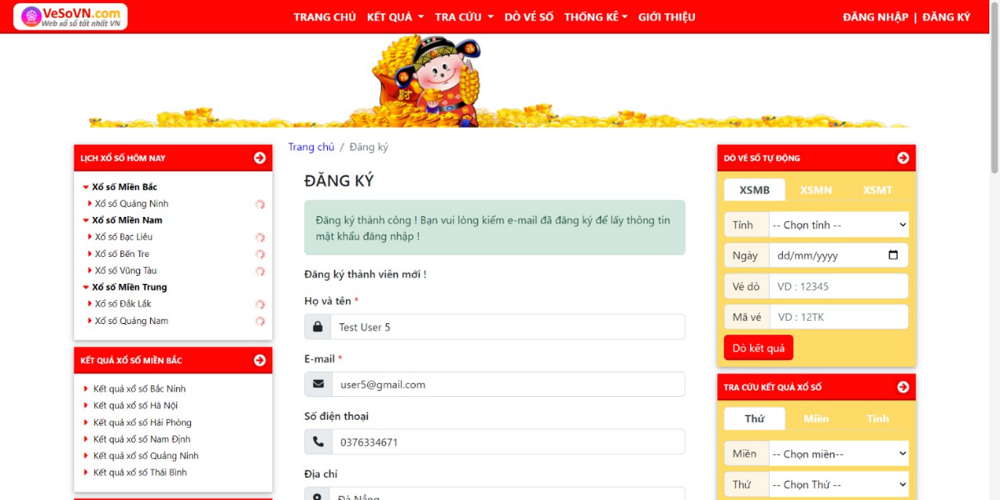 VeSoVN.com
Web xổ số tốt nhất VN
TRANG CHỦ KẾT QUẢ TRA CỨU DÒ VÉ SỐ THỐNG KÊ GIỚI THIỆU
ĐĂNG NHẬP | ĐĂNG KÝ
财
LỊCH XỔ SỐ HÔM NAY
Xổ số Miền Bắc
Xổ số Quảng Ninh
Xổ số Miền Nam
Xổ số Bạc Liêu
Xổ số Bến Tre
Xổ số Vũng Tàu
Xổ số Miền Trung
Xổ số Đắk Lắk
Xổ số Quảng Nam
KẾT QUẢ XỔ SỐ MIỀN BẮC
Kết quả xổ số Bắc Ninh
Kết quả xổ số Hà Nội
Kết quả xổ số Hải Phòng
Kết quả xổ số Nam Định
Kết quả xổ số Quảng Ninh
Kết quả xổ số Thái Bình
Trang chủ / Đăng ký
ĐĂNG KÝ
Đăng ký thành công ! Bạn vui lòng kiểm e-mail đã đăng ký để lấy thông tin
mật khẩu đăng nhập !
Đăng ký thành viên mới !
Họ và tên *
Test User 5
E-mail *
user5@gmail.com
Số điện thoại
0376334671
Địa chỉ
Đà Nẵng
DÒ VÉ SỐ TỰ ĐỘNG
XSMB XSMN XSMT
Tỉnh -- Chọn tỉnh --
Ngày dd/mm/yyyy
Vé dò VD : 12345
Mã vé VD : 12TK
Dò kết quả
TRA CỨU KẾT QUẢ XỔ SỐ
Thứ Miền Tỉnh
Miền -- Chọn miền--
Thứ -- Chọn Thứ --